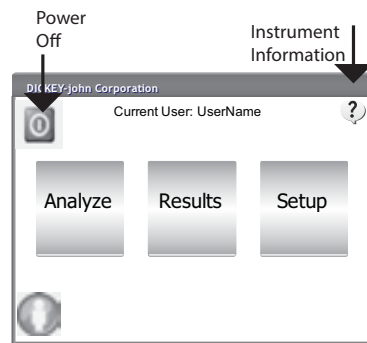 Power
Off
Instrument
Information
DICKEY-john Corporation
Current User: UserName
?
Analyze
Results
Setup